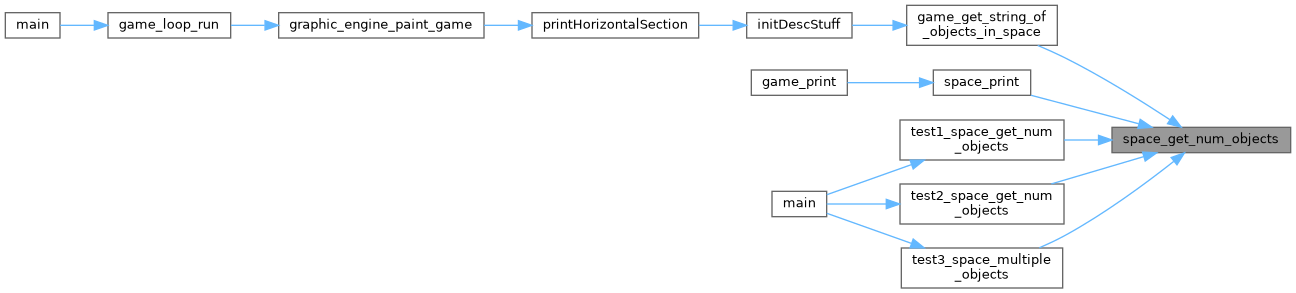 main
game_loop_run
graphic_engine_paint_game
printHorizontalSection
initDescStuff
game_get_string_of
_objects_in_space
game_print
space_print
test1_space_get_num
_objects
space_get_num_objects
main
test2_space_get_num
_objects
test3_space_multiple
_objects